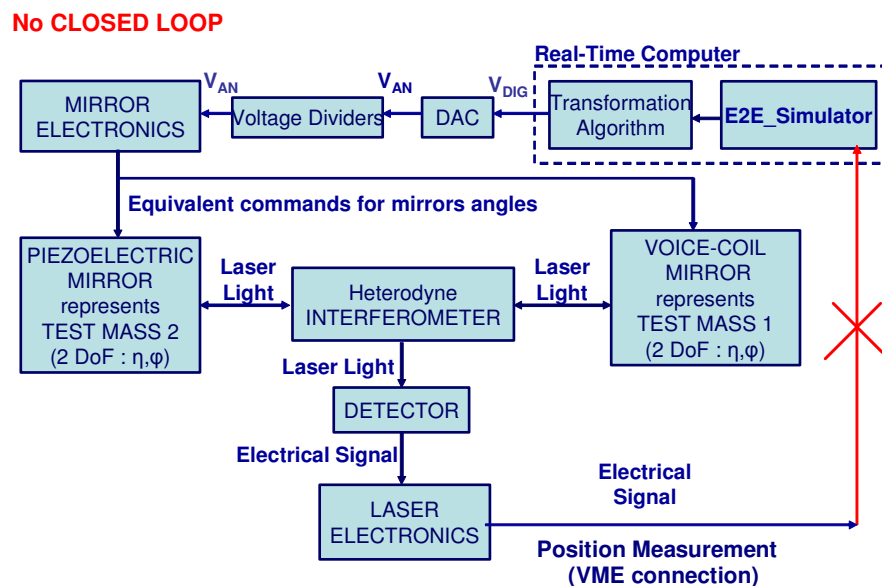 No CLOSED LOOP
Real-Time Computer
V_AN
V_AN
V_DIG
MIRROR
ELECTRONICS
Voltage Dividers
DAC
Transformation
Algorithm
E2E_Simulator
Equivalent commands for mirrors angles
PIEZOELECTRIC
MIRROR
represents
TEST MASS 2
(2 DoF : η,φ)
Laser
Light
Heterodyne
INTERFEROMETER
Laser
Light
VOICE-COIL
MIRROR
represents
TEST MASS 1
(2 DoF : η,φ)
Laser Light
DETECTOR
Electrical Signal
LASER
ELECTRONICS
Electrical
Signal
Position Measurement
(VME connection)